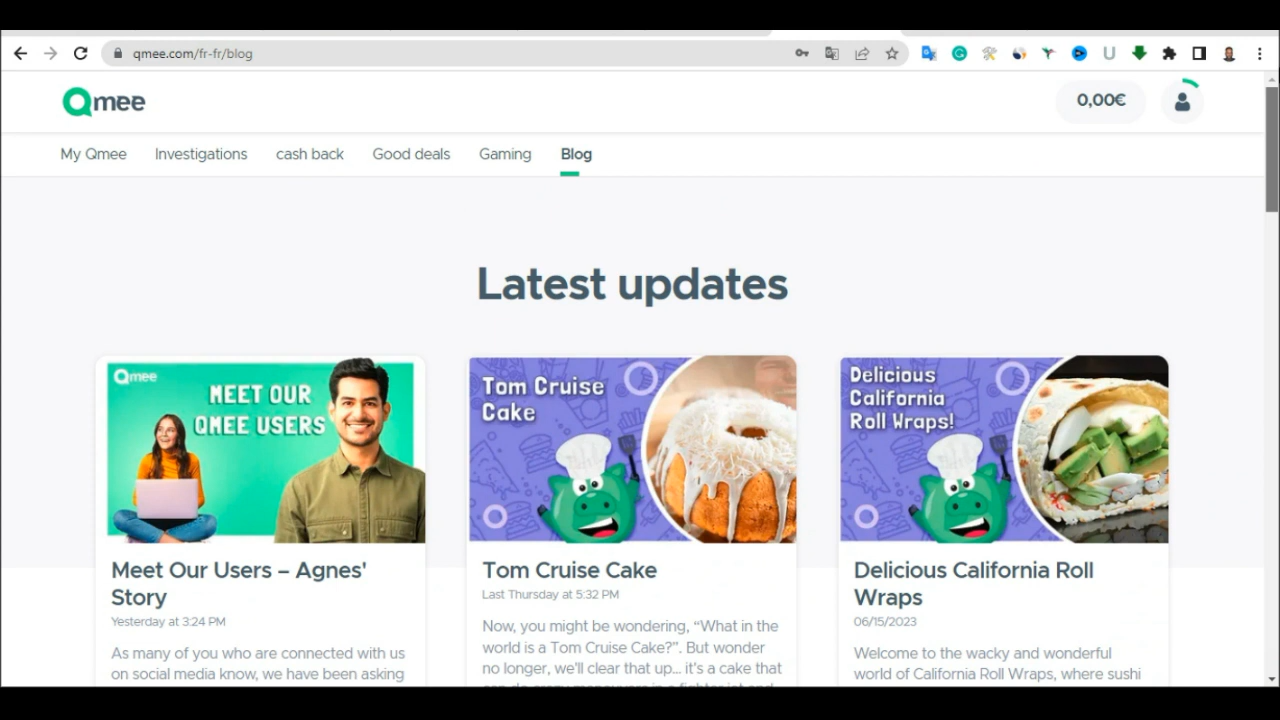 qmee.com/fr-fr/blog
Qmee
0,00€
My Qmee
Investigations
cash back
Good deals
Gaming
Blog
Latest updates
Qmee
MEET OUR
QMEE USERS
Meet Our Users – Agnes'
Story
Yesterday at 3:24 PM
As many of you who are connected with us
on social media know, we have been asking
Tom Cruise
Cake
Tom Cruise Cake
Last Thursday at 5:32 PM
Now, you might be wondering, “What in the
world is a Tom Cruise Cake?”. But wonder
no longer, we'll clear that up... it's a cake that
Delicious
California
Roll Wraps!
Delicious California Roll
Wraps
06/15/2023
Welcome to the wacky and wonderful
world of California Roll Wraps, where sushi